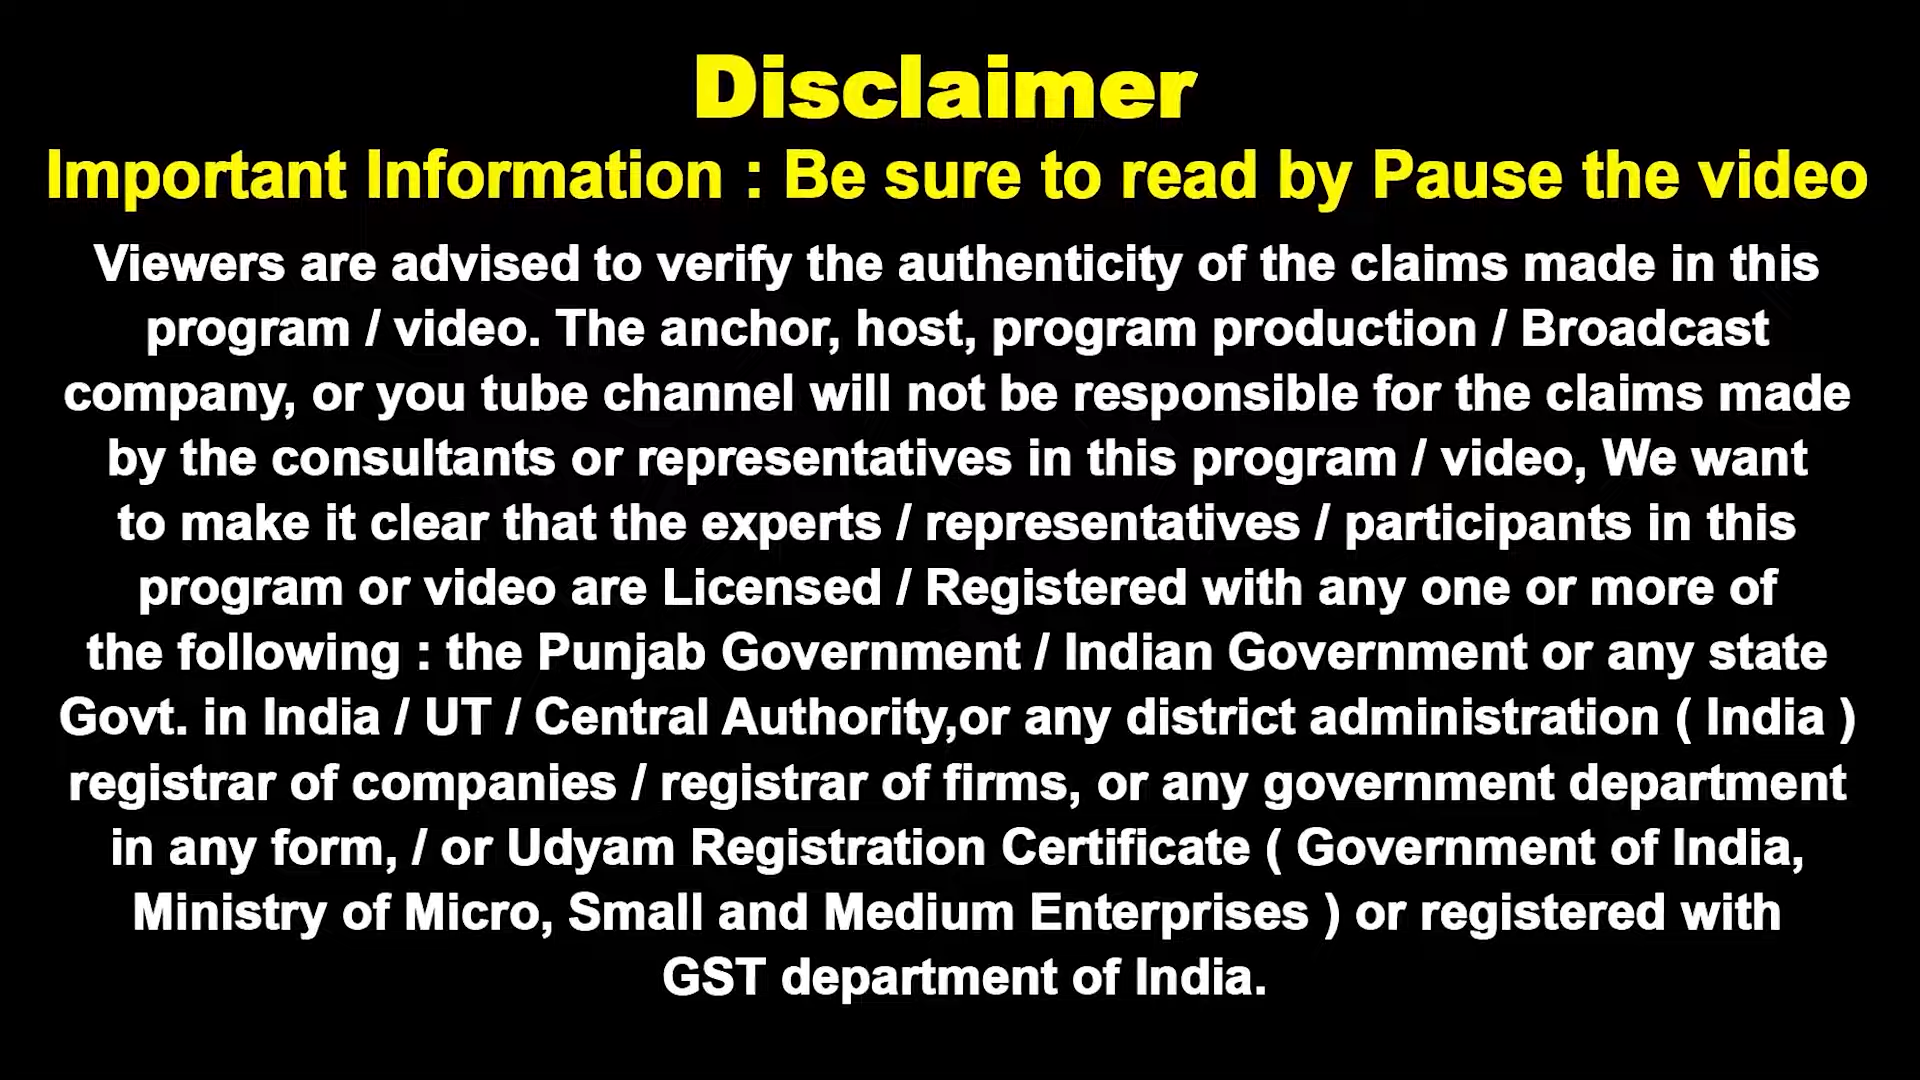 Disclaimer
Important Information : Be sure to read by Pause the video
Viewers are advised to verify the authenticity of the claims made in this
program / video. The anchor, host, program production / Broadcast
company, or you tube channel will not be responsible for the claims made
by the consultants or representatives in this program / video, We want
to make it clear that the experts / representatives / participants in this
program or video are Licensed / Registered with any one or more of
the following : the Punjab Government / Indian Government or any state
Govt. in India / UT / Central Authority,or any district administration ( India )
registrar of companies / registrar of firms, or any government department
in any form, / or Udyam Registration Certificate ( Government of India,
Ministry of Micro, Small and Medium Enterprises ) or registered with
GST department of India.